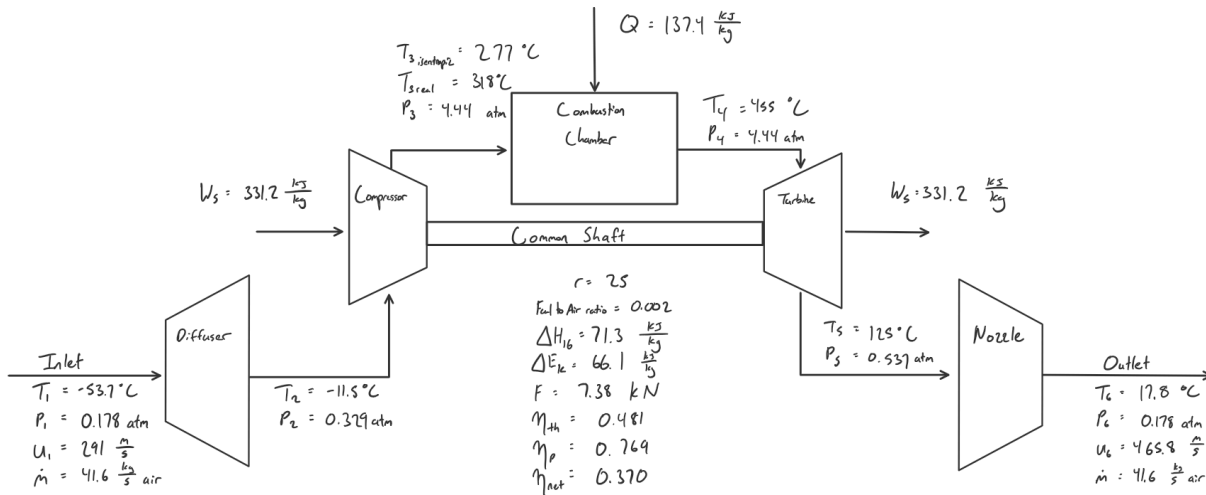 Q = 137.4 kJ/kg
T3 isentropic = 277 °C
T3 real = 318 °C
P3 = 4.44 atm
Combustion
Chamber
T4 = 455 °C
P4 = 4.44 atm
Ws = 331.2 kJ/kg
Compressor
Turbine
Ws = 331.2 kJ/kg
Common Shaft
r = 25
Fuel to Air ratio = 0.002
ΔH16 = 71.3 kJ/kg
ΔEk = 66.1 kJ/kg
F = 7.38 kN
ηth = 0.481
ηp = 0.769
ηnet = 0.370
Diffuser
Inlet
T1 = -53.7 °C
P1 = 0.178 atm
u1 = 291 m/s
ṁ = 41.6 kg/s air
T2 = -11.5 °C
P2 = 0.329 atm
T5 = 125 °C
P5 = 0.537 atm
Nozzle
Outlet
T6 = 17.8 °C
P6 = 0.178 atm
u6 = 465.8 m/s
ṁ = 41.6 kg/s air